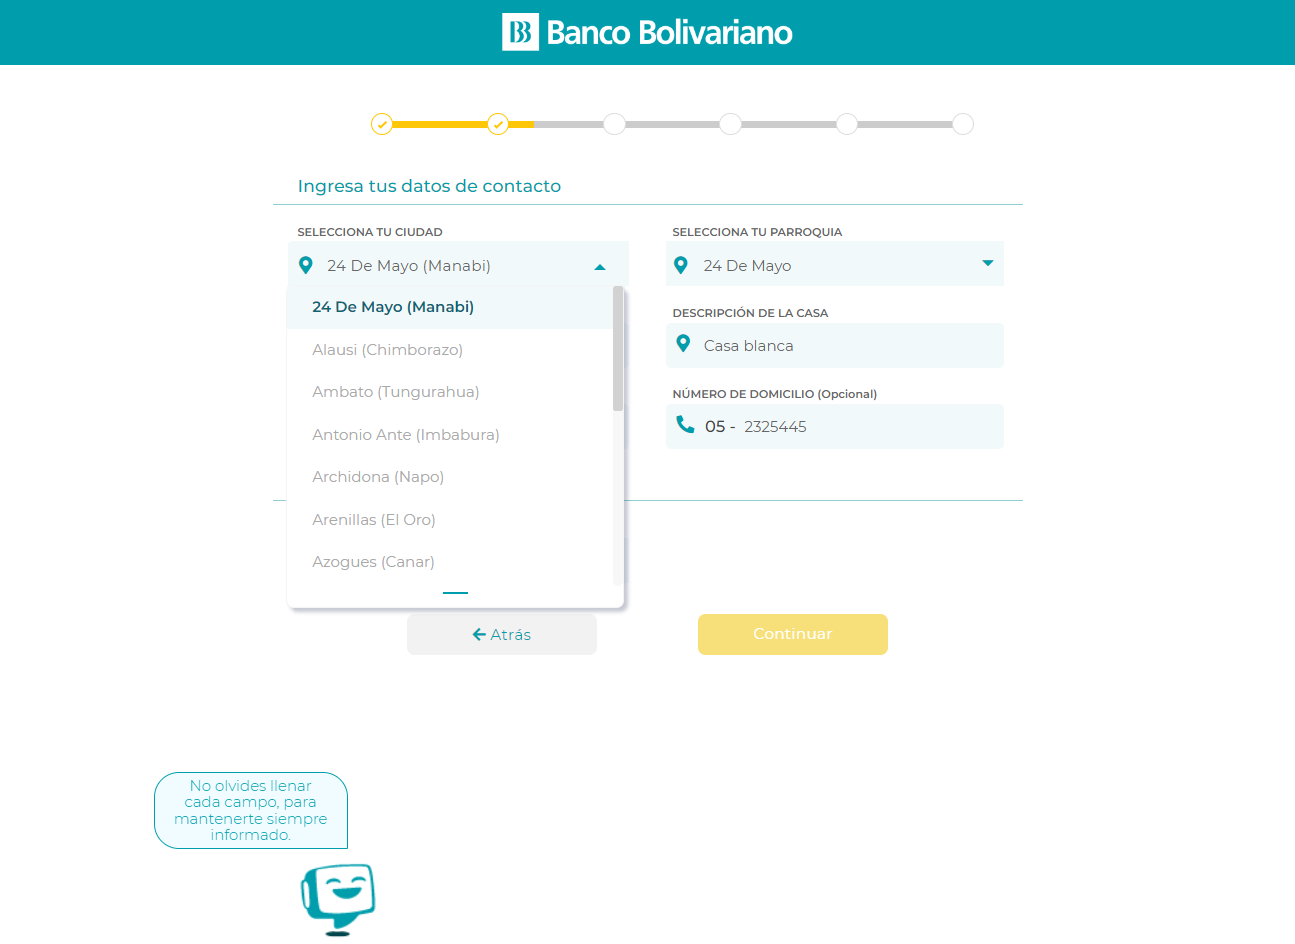 Banco Bolivariano
Ingresa tus datos de contacto
SELECCIONA TU CIUDAD
24 De Mayo (Manabi)
24 De Mayo (Manabi)
Alausi (Chimborazo)
Ambato (Tungurahua)
Antonio Ante (Imbabura)
Archidona (Napo)
Arenillas (El Oro)
Azogues (Canar)
SELECCIONA TU PARROQUIA
24 De Mayo
DESCRIPCIÓN DE LA CASA
Casa blanca
NÚMERO DE DOMICILIO (Opcional)
05 - 2325445
Atrás
Continuar
No olvides llenar
cada campo, para
mantenerte siempre
informado.